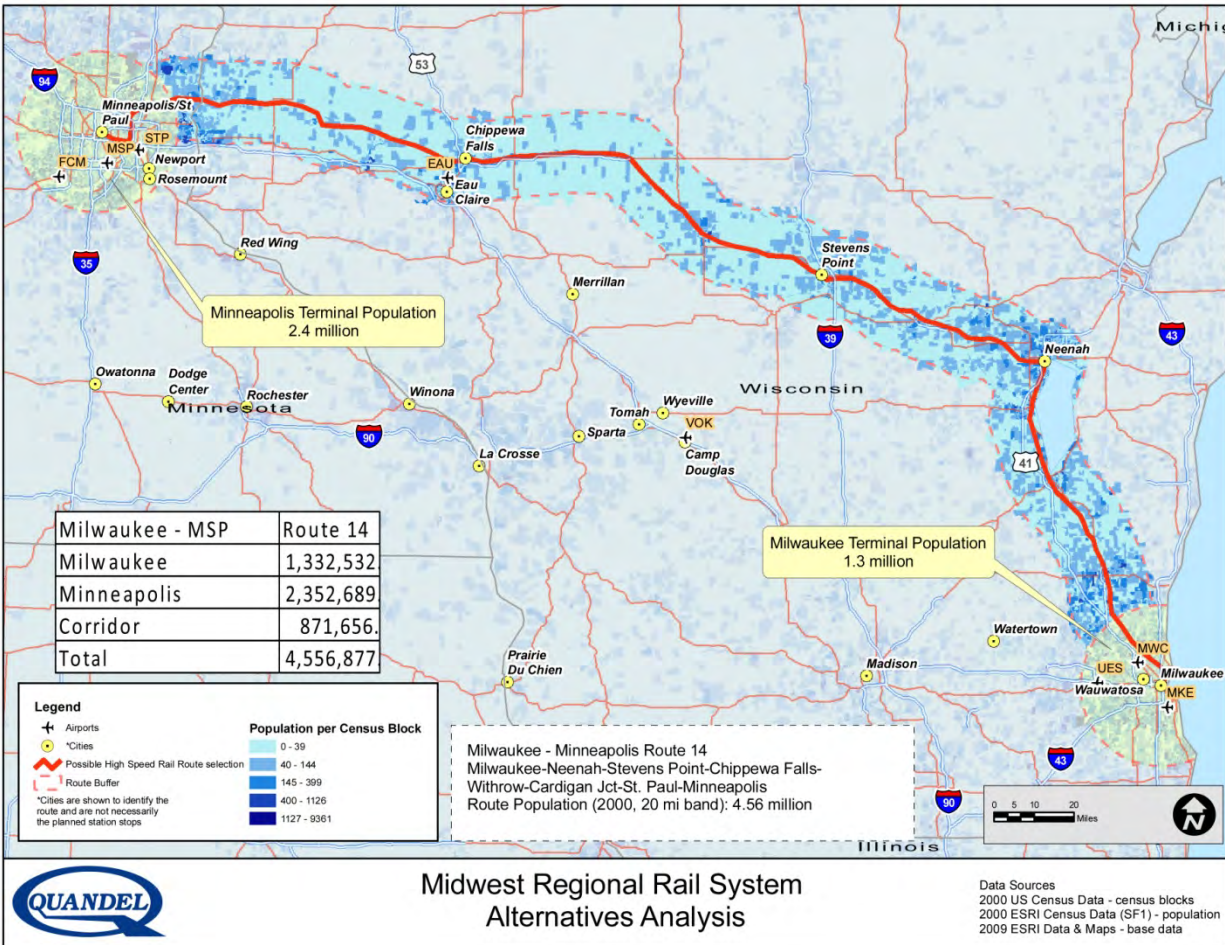 Michig
94
53
Minneapolis/St
Paul
STP
MSP
FCM
Newport
Rosemount
Chippewa
Falls
EAU
Eau
Claire
Red Wing
35
Stevens
Point
Merrillan
Minneapolis Terminal Population
2.4 million
39
43
Neenah
Owatonna
Dodge
Center
Rochester
Minnesota
Winona
Wisconsin
Wyeville
Tomah
VOK
90
Sparta
Camp
Douglas
La Crosse
41
Milwaukee - MSP Route 14
Milwaukee 1,332,532.
Minneapolis 2,352,689.
Corridor 871,656.
Total 4,556,877.
Milwaukee Terminal Population
1.3 million
Watertown
MWC
Prairie
Du Chien
Madison
UES
Milwaukee
Wauwatosa
MKE
Legend
Airports
*Cities
Possible High Speed Rail Route selection
Route Buffer
*Cities are shown to identify the
route and are not necessarily
the planned station stops
Population per Census Block
0 - 39
40 - 144
145 - 399
400 - 1126
1127 - 9361
Milwaukee - Minneapolis Route 14
Milwaukee-Neenah-Stevens Point-Chippewa Falls-
Withrow-Cardigan Jct-St. Paul-Minneapolis
Route Population (2000, 20 mi band): 4.56 million
43
90
0 5 10 20
Miles
N
Illinois
QUANDEL
Midwest Regional Rail System
Alternatives Analysis
Data Sources
2000 US Census Data - census blocks
2000 ESRI Census Data (SF1) - population
2009 ESRI Data & Maps - base data